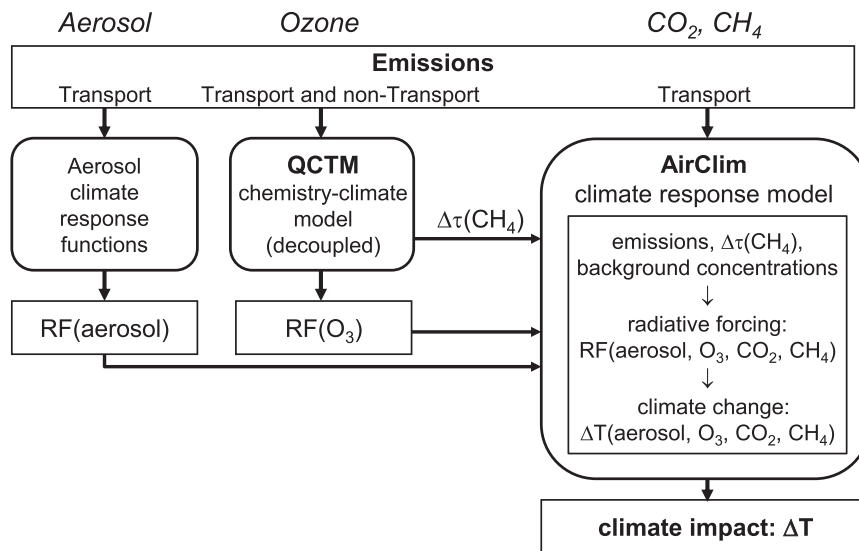 Aerosol
Ozone
CO₂, CH₄
Emissions
Transport
Transport and non-Transport
Transport
Aerosol
climate
response
functions
QCTM
chemistry-climate
model
(decoupled)
Δτ(CH₄)
RF(aerosol)
RF(O₃)
AirClim
climate response model
emissions, Δτ(CH₄),
background concentrations
↓
radiative forcing:
RF(aerosol, O₃, CO₂, CH₄)
↓
climate change:
ΔT(aerosol, O₃, CO₂, CH₄)
climate impact: ΔT